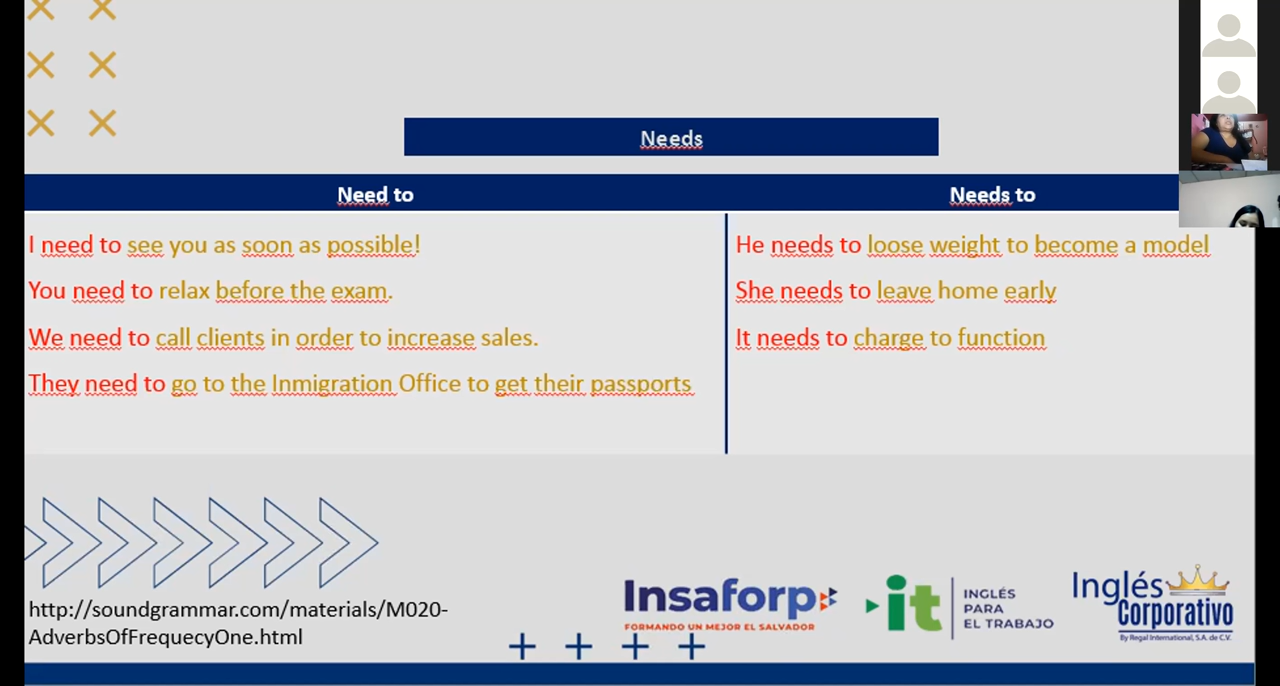 Needs
Need to
Needs to
I need to see you as soon as possible!
You need to relax before the exam.
We need to call clients in order to increase sales.
They need to go to the Inmigration Office to get their passports
He needs to loose weight to become a model
She needs to leave home early
It needs to charge to function
http://soundgrammar.com/materials/M020-
AdverbsOfFrequecyOne.html
Insaforp
FORMANDO UN MEJOR EL SALVADOR
it
INGLÉS
PARA
EL TRABAJO
Inglés
Corporativo
By Regal International, S.A. de C.V.